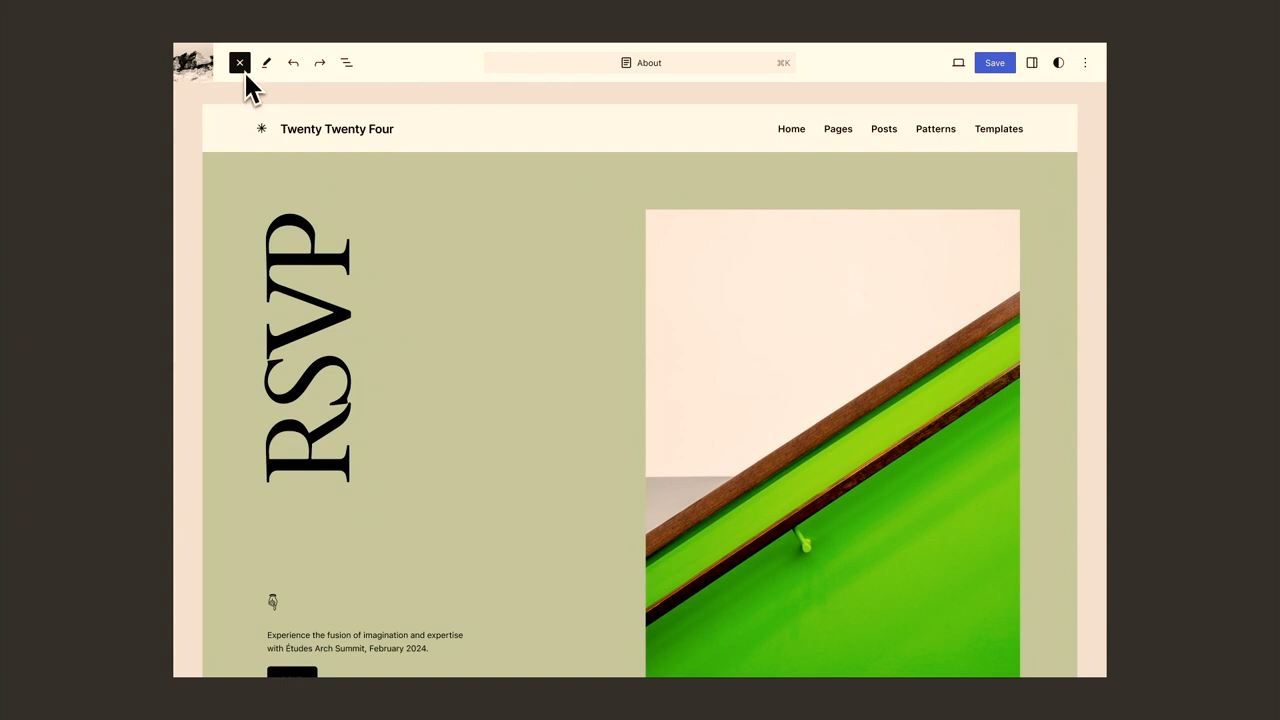 About
⌘K
Save
Twenty Twenty Four
Home
Pages
Posts
Patterns
Templates
RSVP
Experience the fusion of imagination and expertise
with Études Arch Summit, February 2024.